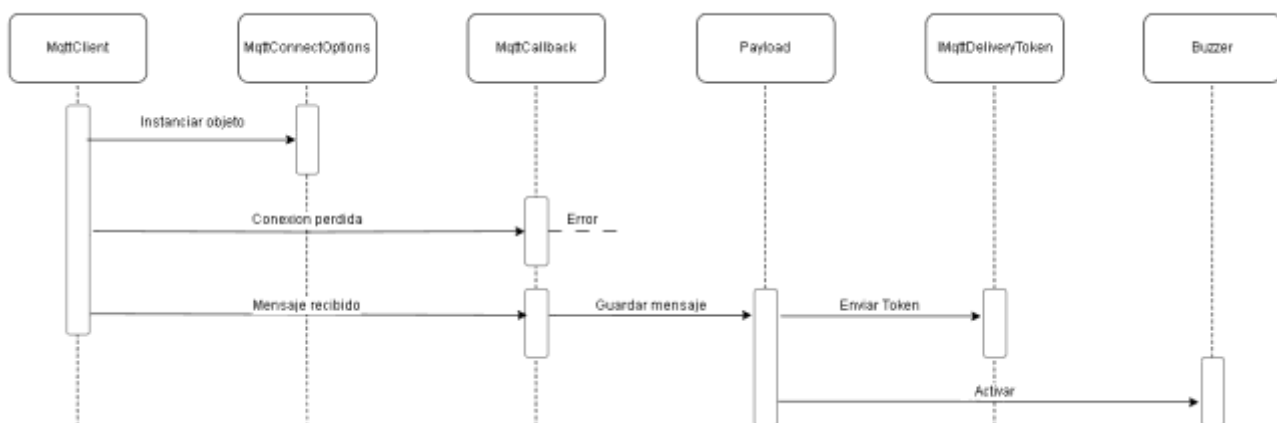 MqttClient
MqttConnectOptions
MqttCallback
Payload
IMqttDeliveryToken
Buzzer
Instanciar objeto
Conexion perdida
Error
Mensaje recibido
Guardar mensaje
Enviar Token
Activar